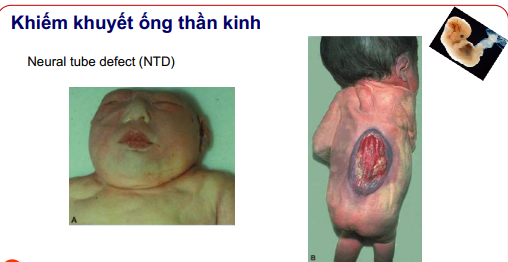 Khiếm khuyết ống thần kinh
Neural tube defect (NTD)
A
B